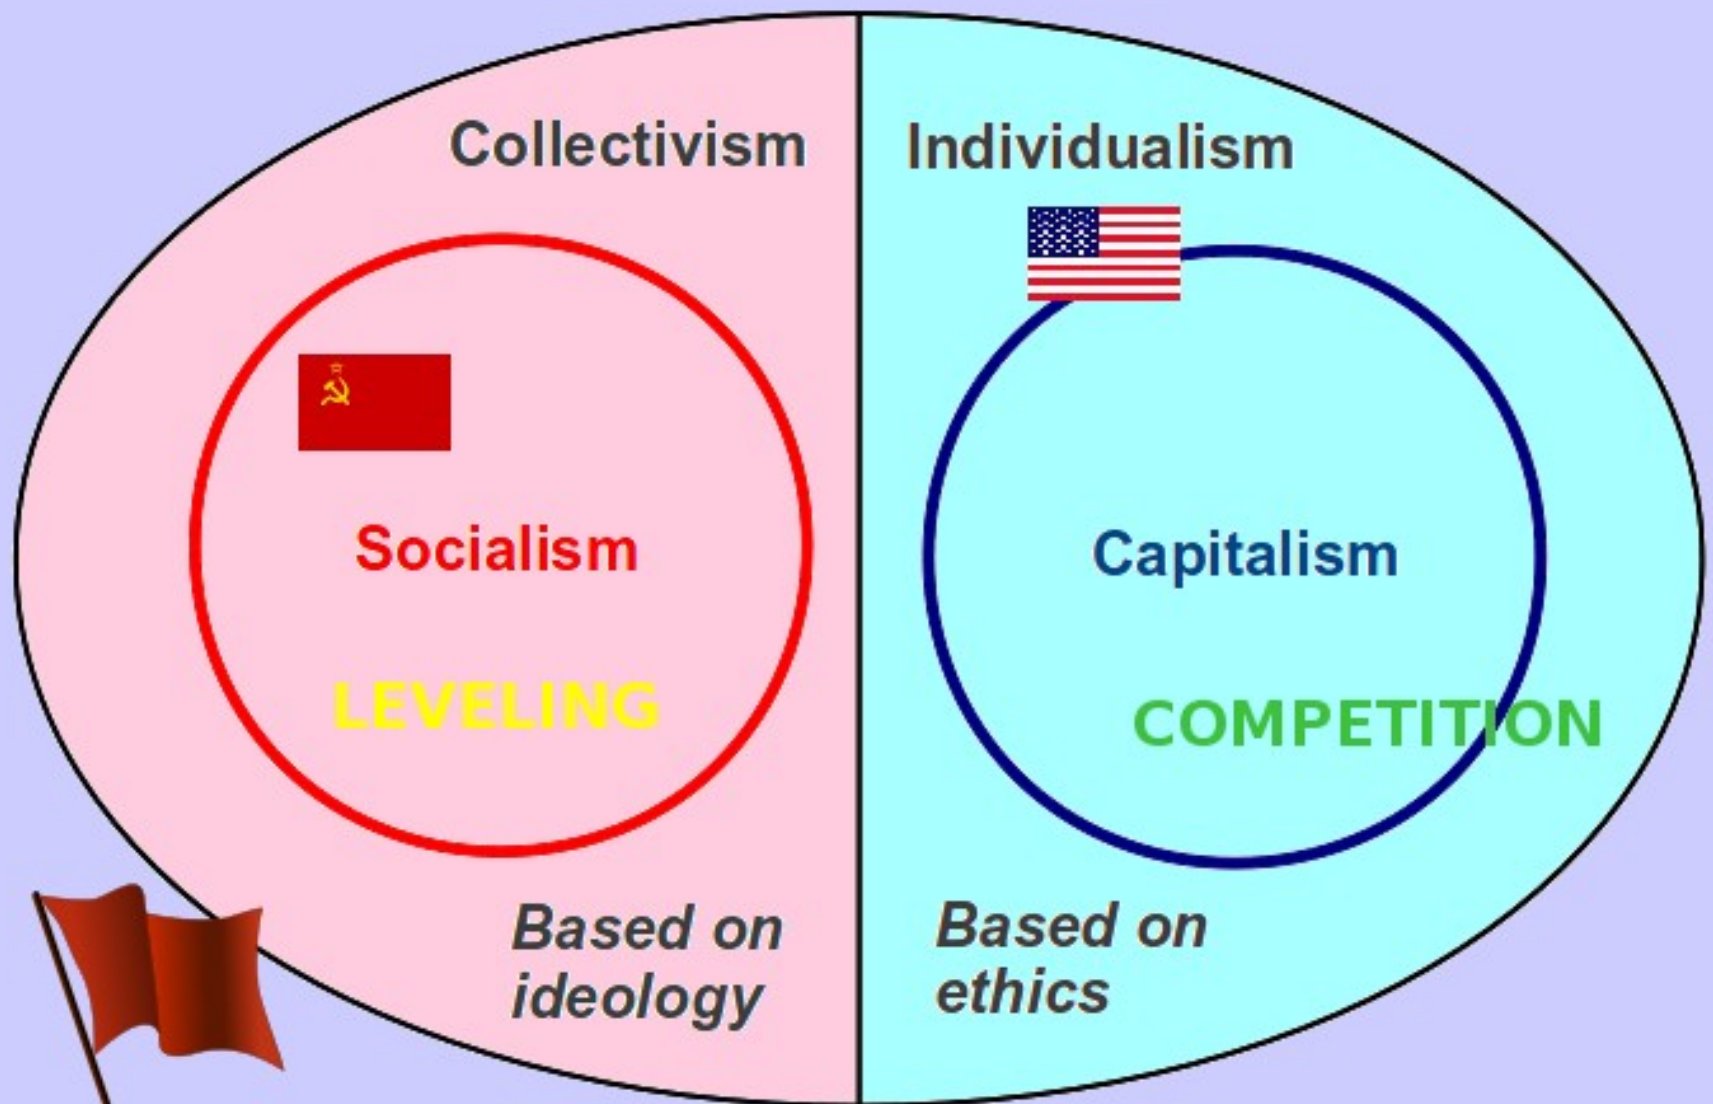 Collectivism
Individualism
Socialism
Capitalism
LEVELING
COMPETITION
Based on
ideology
Based on
ethics